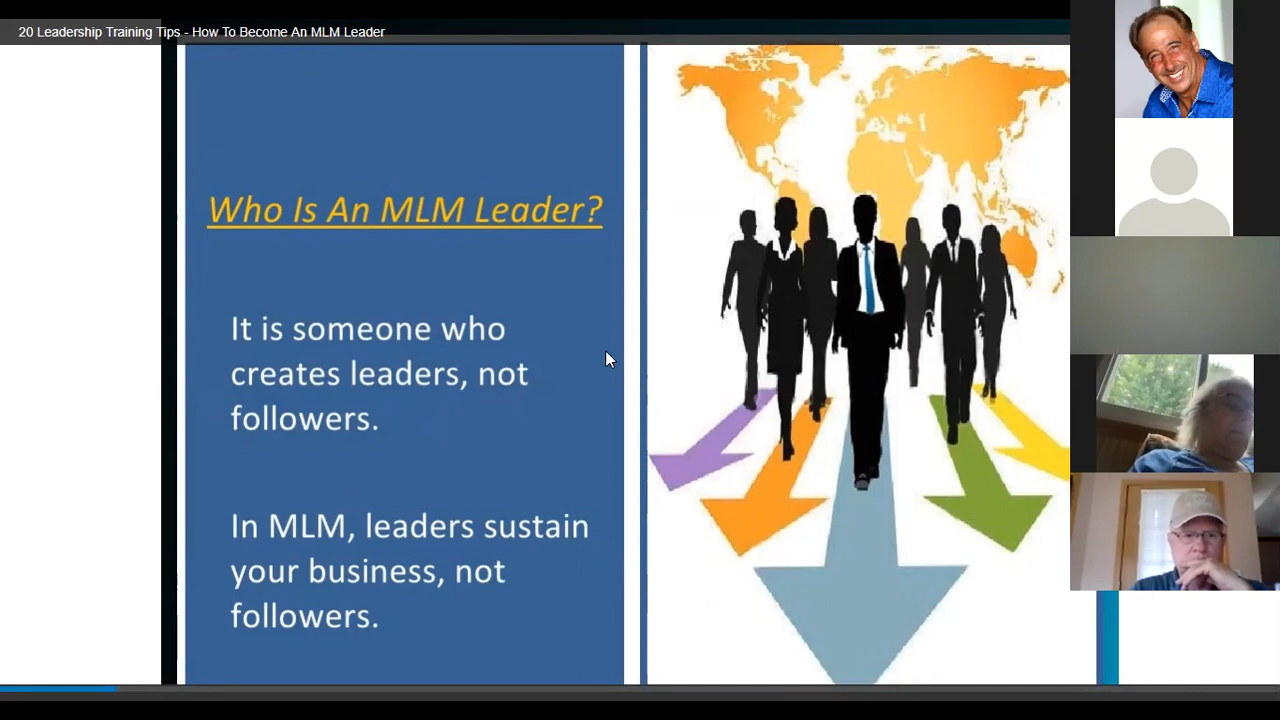 20 Leadership Training Tips - How To Become An MLM Leader
Who Is An MLM Leader?
It is someone who
creates leaders, not
followers.
In MLM, leaders sustain
your business, not
followers.